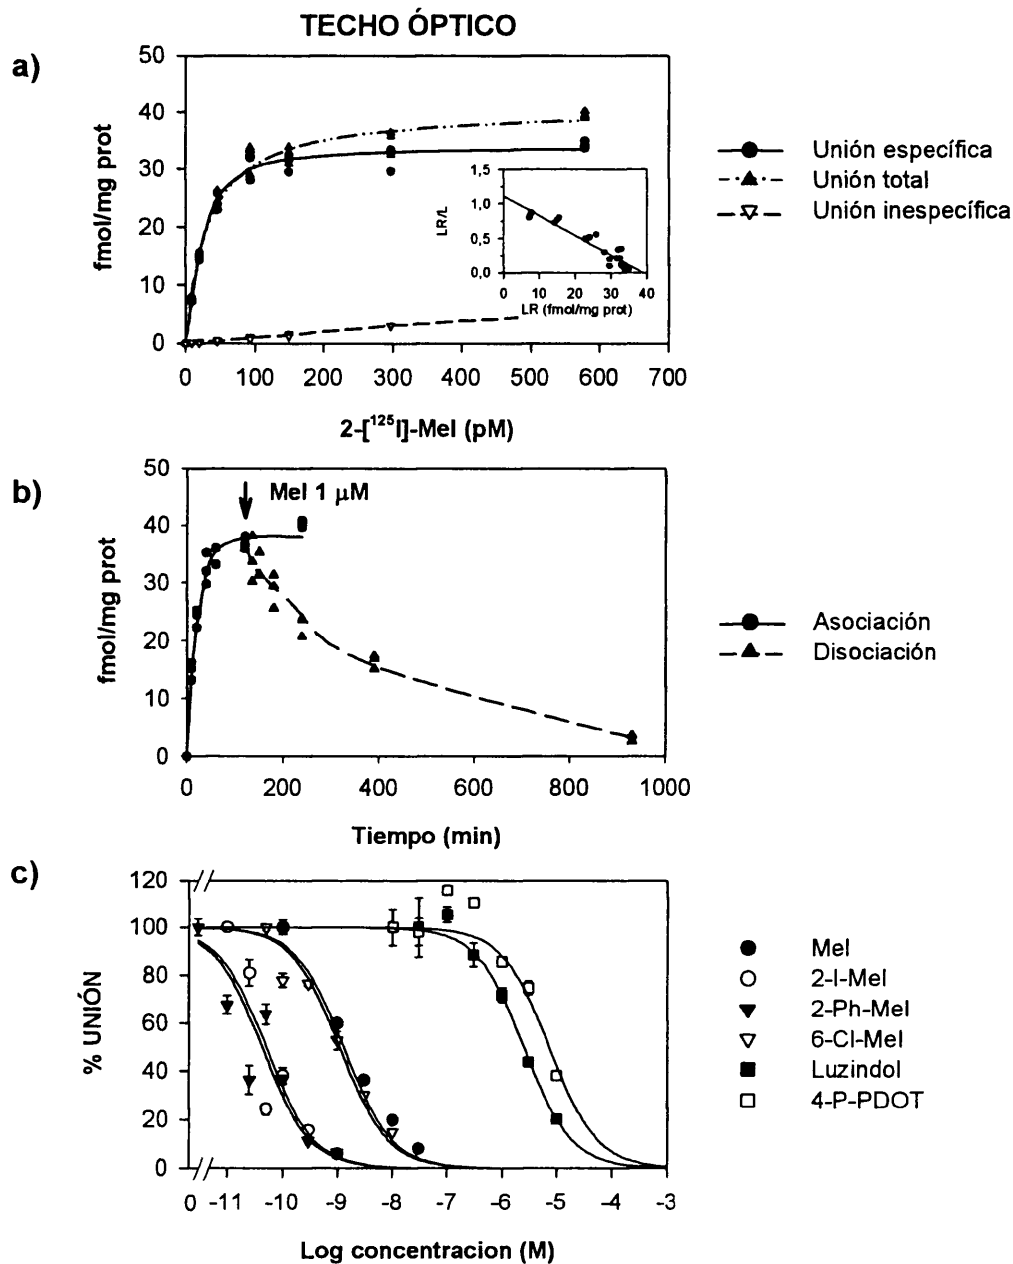 TECHO ÓPTICO
a)
50
40
30
20
10
0
fmol/mg prot
0 100 200 300 400 500 600 700
2-[¹²⁵I]-Mel (pM)
1,5
1,0
0,5
0,0
LR/L
0 10 20 30 40
LR (fmol/mg prot)
Unión específica
Unión total
Unión inespecífica
b)
50
40
30
20
10
0
fmol/mg prot
Mel 1 µM
0 200 400 600 800 1000
Tiempo (min)
Asociación
Disociación
c)
120
100
80
60
40
20
0
% UNIÓN
0 -11 -10 -9 -8 -7 -6 -5 -4 -3
Log concentracion (M)
Mel
2-I-Mel
2-Ph-Mel
6-Cl-Mel
Luzindol
4-P-PDOT